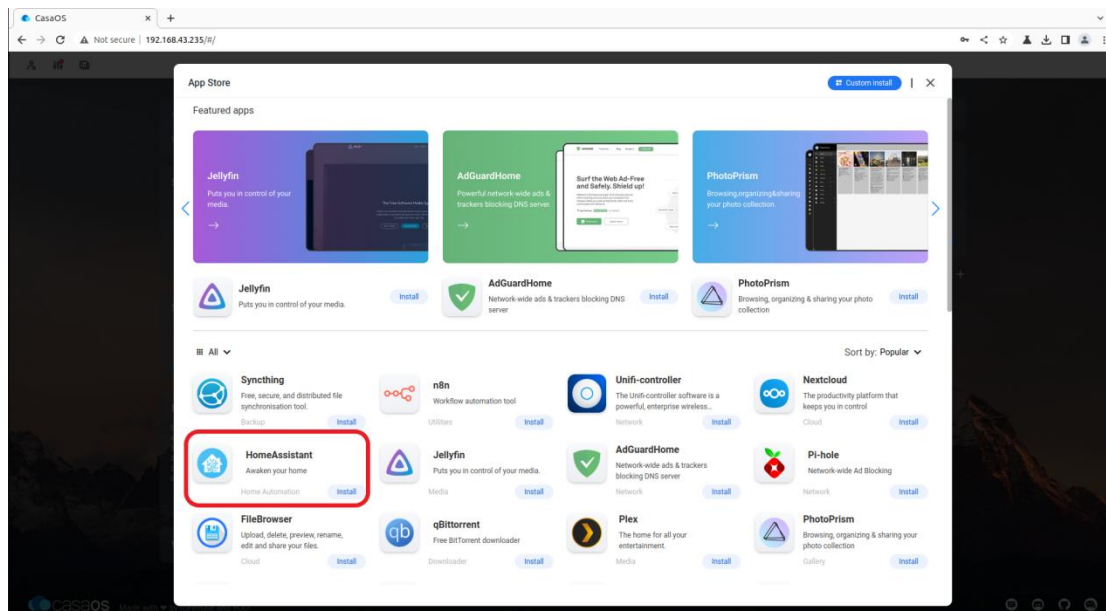 CasaOS
Not secure
192.168.43.235/#/
App Store
Custom Install
Featured apps
Jellyfin
Puts you in control of your
media.
AdGuardHome
Powerful network-wide ads &
trackers blocking DNS server.
Surf the Web Ad-Free
and Safely. Shield up!
PhotoPrism
Browsing,organizing&sharing
your photo collection.
Jellyfin
Puts you in control of your media.
Install
AdGuardHome
Network-wide ads & trackers blocking DNS
server
Install
PhotoPrism
Browsing, organizing & sharing your photo
collection
Install
All
Sort by: Popular
Syncthing
Free, secure, and distributed file
synchronisation tool.
Backup
Install
n8n
Workflow automation tool
Utilities
Install
Unifi-controller
The Unifi-controller software is a
powerful, enterprise wireless...
Network
Install
Nextcloud
The productivity platform that
keeps you in control
Cloud
Install
HomeAssistant
Awaken your home
Home Automation
Install
Jellyfin
Puts you in control of your media.
Media
Install
AdGuardHome
Network-wide ads & trackers
blocking DNS server
Network
Install
Pi-hole
Network-wide Ad Blocking
Network
Install
FileBrowser
Upload, delete, preview, rename,
edit and share your files.
Cloud
Install
qb
qBittorrent
Free BitTorrent downloader
Downloader
Install
Plex
The home for all your
entertainment.
Media
Install
PhotoPrism
Browsing, organizing & sharing your
photo collection
Gallery
Install
casaos